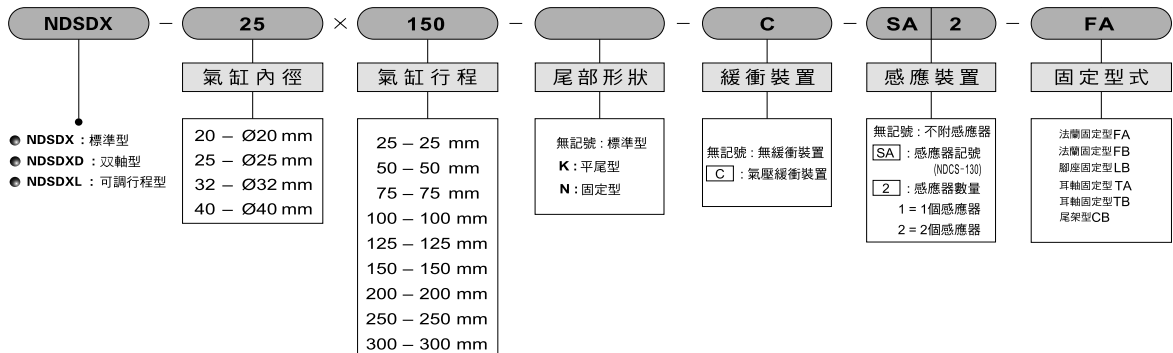 NDSDX – 25 × 150 – – C – SA 2 – FA
氣缸內徑 氣缸行程 尾部形狀 緩衝裝置 感應裝置 固定型式
NDSDX：標準型
NDSDXD：双軸型
NDSDXL：可調行程型
20 – Ø20 mm
25 – Ø25 mm
32 – Ø32 mm
40 – Ø40 mm
25 – 25 mm
50 – 50 mm
75 – 75 mm
100 – 100 mm
125 – 125 mm
150 – 150 mm
200 – 200 mm
250 – 250 mm
300 – 300 mm
無記號：標準型
K：平尾型
N：固定型
無記號：無緩衝裝置
C：氣壓緩衝裝置
無記號：不附感應器
SA：感應器記號
(NDCS-130)
2：感應器數量
1 = 1個感應器
2 = 2個感應器
法蘭固定型FA
法蘭固定型FB
腳座固定型LB
耳軸固定型TA
耳軸固定型TB
尾架型CB